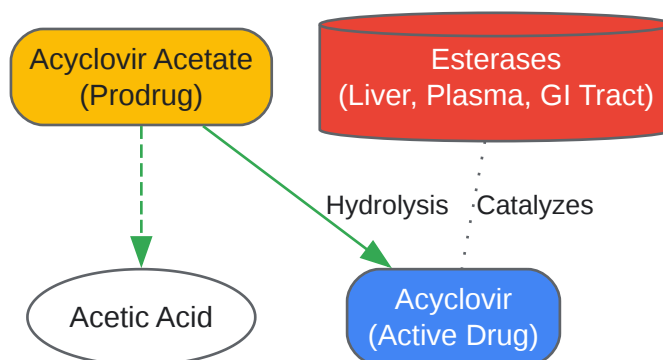 Acyclovir Acetate
(Prodrug)
Esterases
(Liver, Plasma, GI Tract)
Hydrolysis
Catalyzes
Acetic Acid
Acyclovir
(Active Drug)